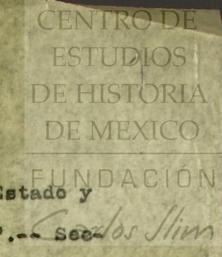 CENTRO DE
ESTUDIOS
DE HISTORIA
DE MEXICO
FUNDACIÓN
Estado y
Carlos Slim
.-- Sec-